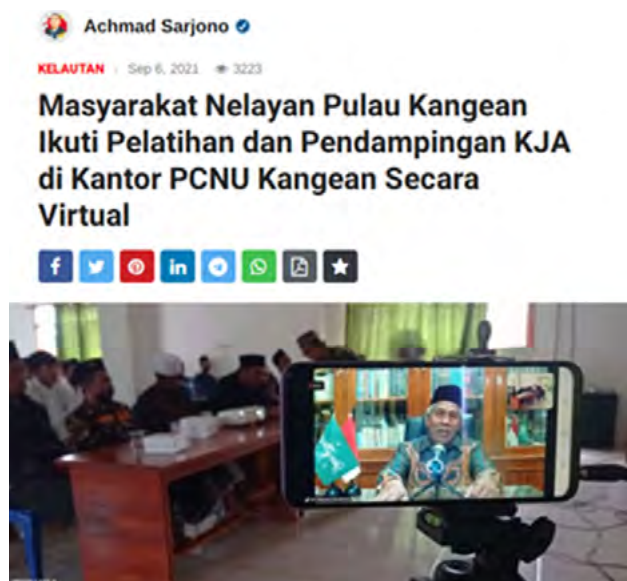 Achmad Sarjono
KELAUTAN Sep 6, 2021 3223
Masyarakat Nelayan Pulau Kangean
Ikuti Pelatihan dan Pendampingan KJA
di Kantor PCNU Kangean Secara
Virtual